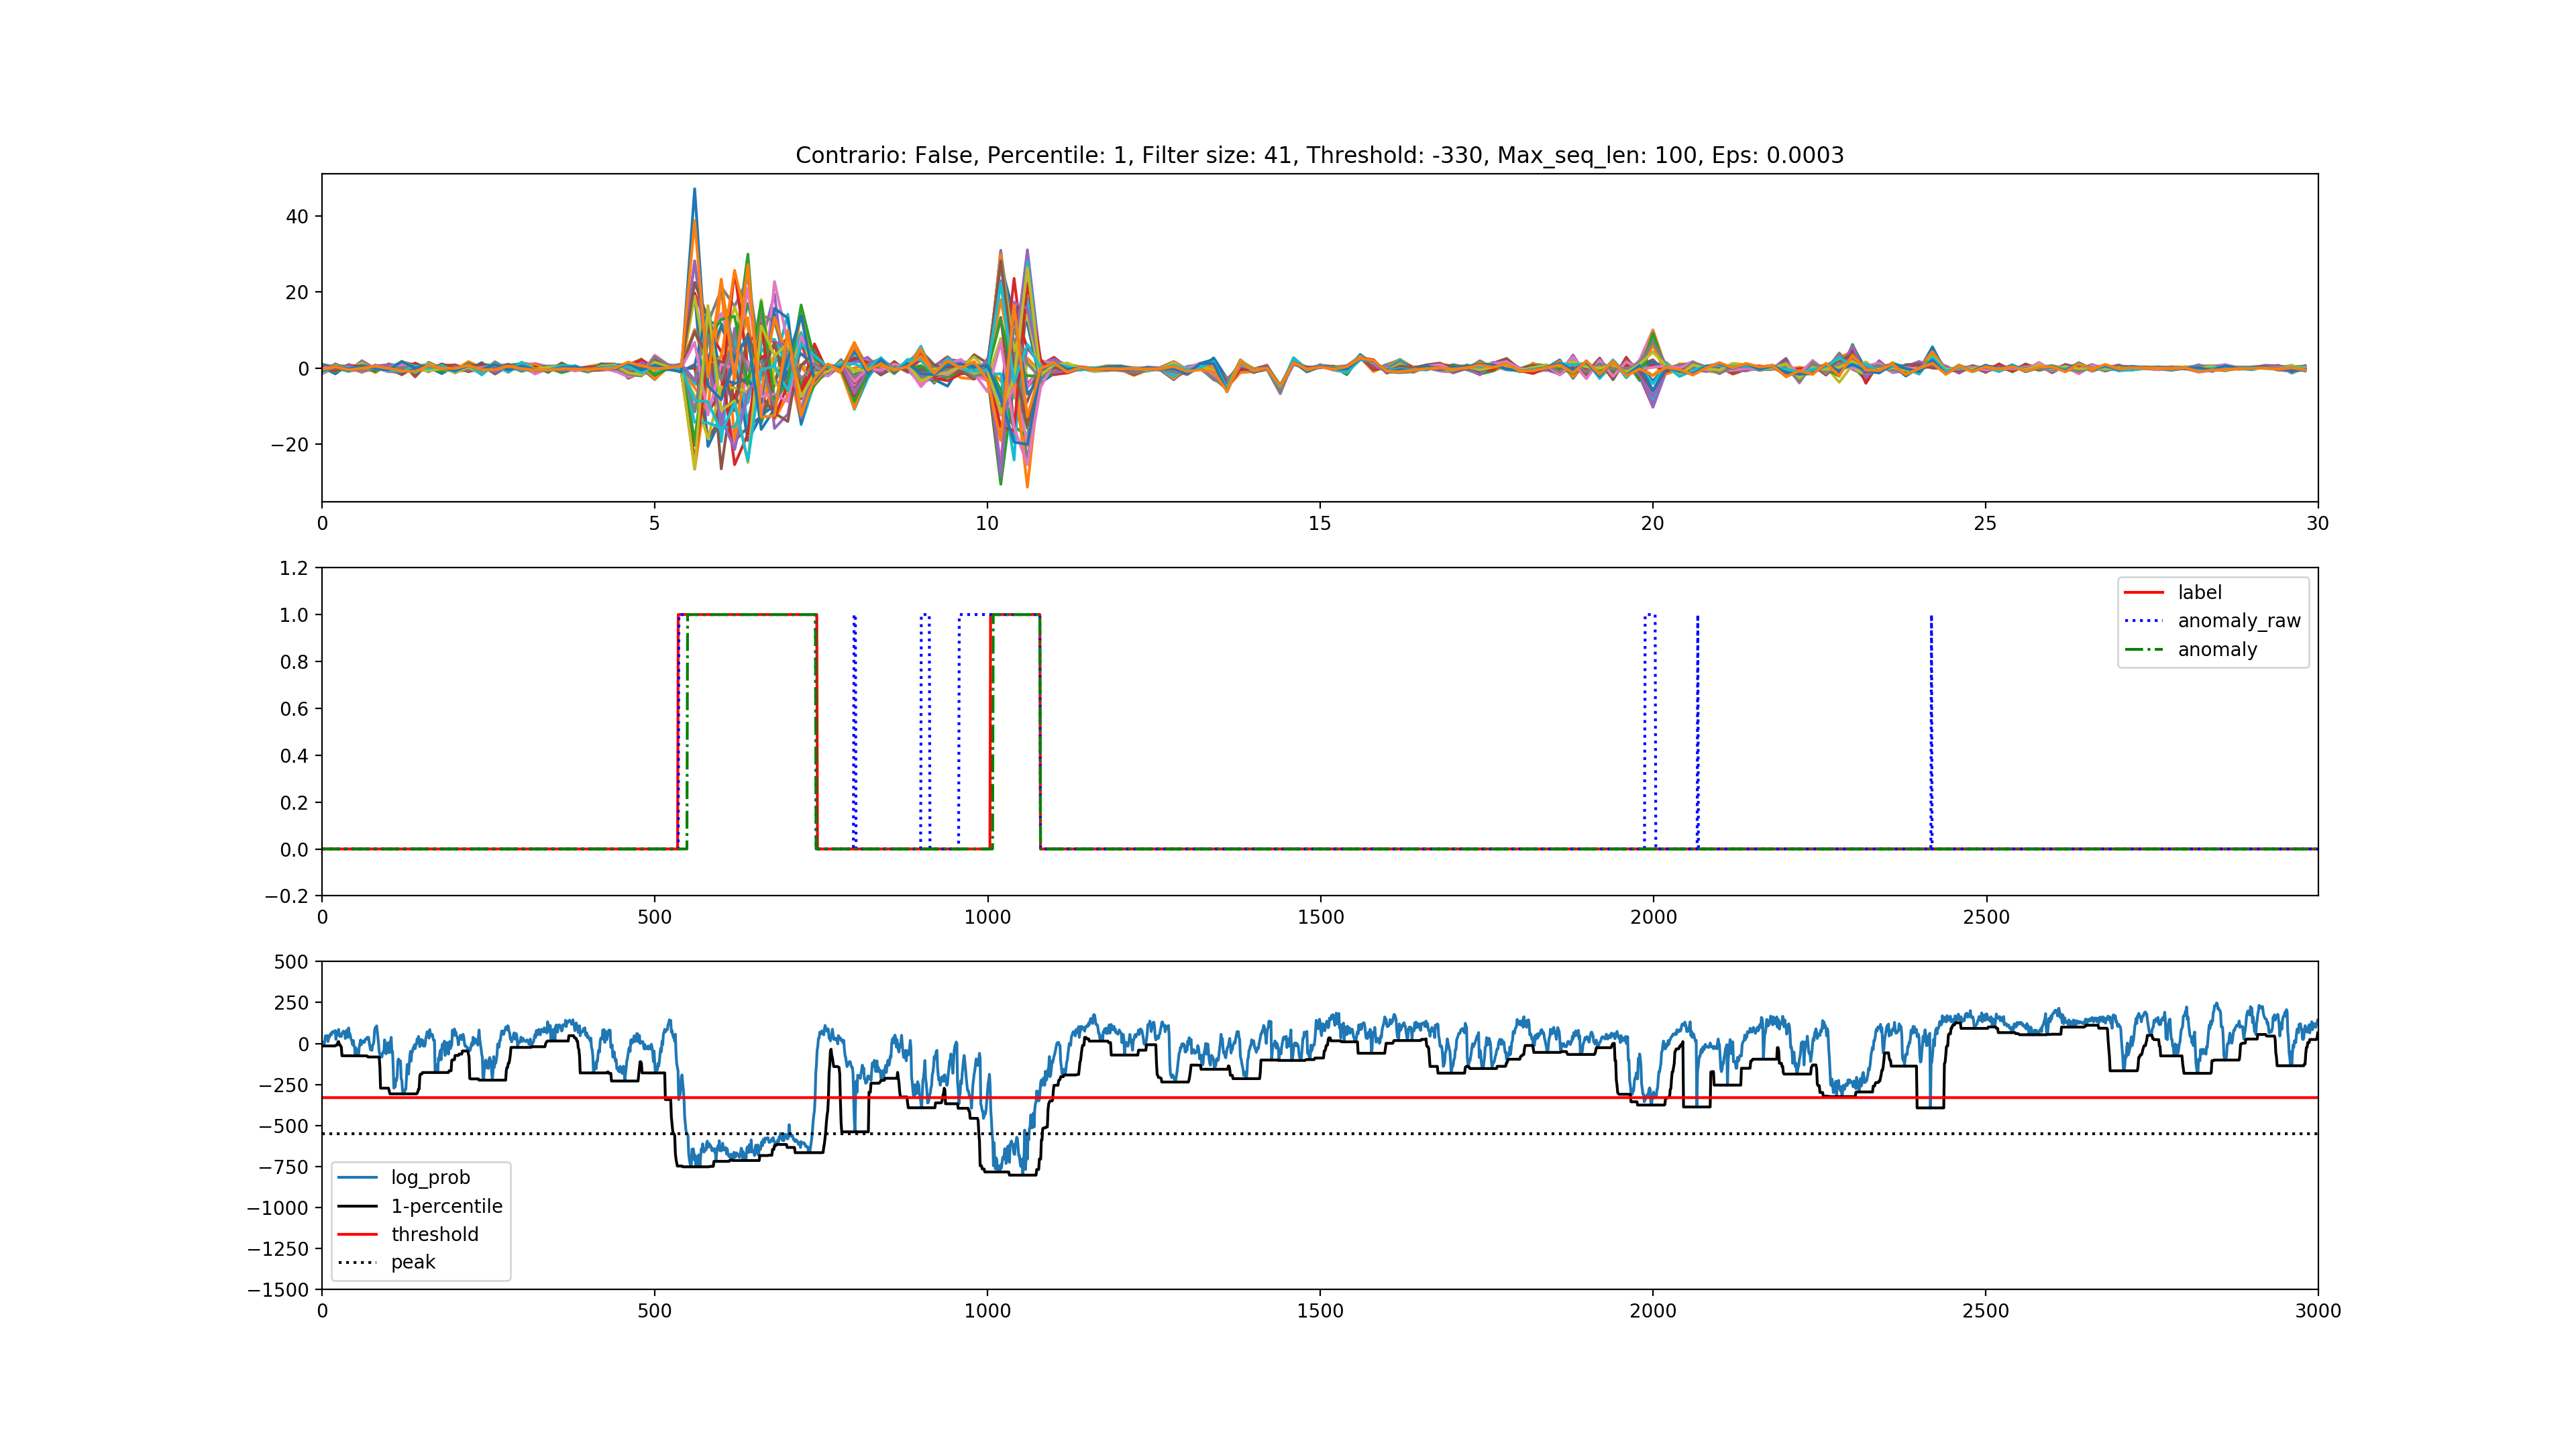 Contrario: False, Percentile: 1, Filter size: 41, Threshold: -330, Max_seq_len: 100, Eps: 0.0003
40
20
0
−20
0 5 10 15 20 25 30
1.2
1.0
0.8
0.6
0.4
0.2
0.0
−0.2
label
anomaly_raw
anomaly
0 500 1000 1500 2000 2500
500
250
0
−250
−500
−750
−1000
−1250
−1500
log_prob
1-percentile
threshold
peak
0 500 1000 1500 2000 2500 3000